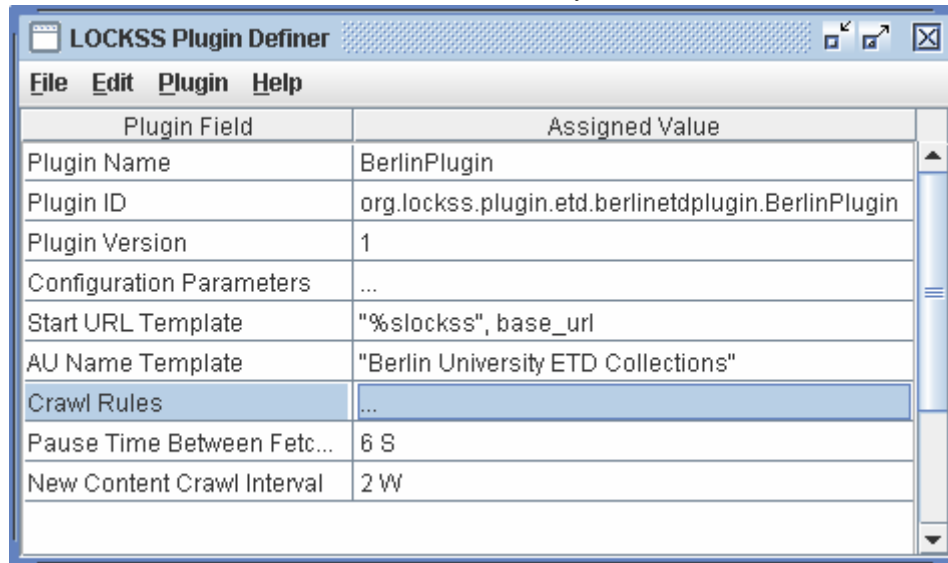 LOCKSS Plugin Definer
File Edit Plugin Help
Plugin Field Assigned Value
Plugin Name BerlinPlugin
Plugin ID org.lockss.plugin.etd.berlinetdplugin.BerlinPlugin
Plugin Version 1
Configuration Parameters ...
Start URL Template "%slockss", base_url
AU Name Template "Berlin University ETD Collections"
Crawl Rules ...
Pause Time Between Fetc... 6 S
New Content Crawl Interval 2 W